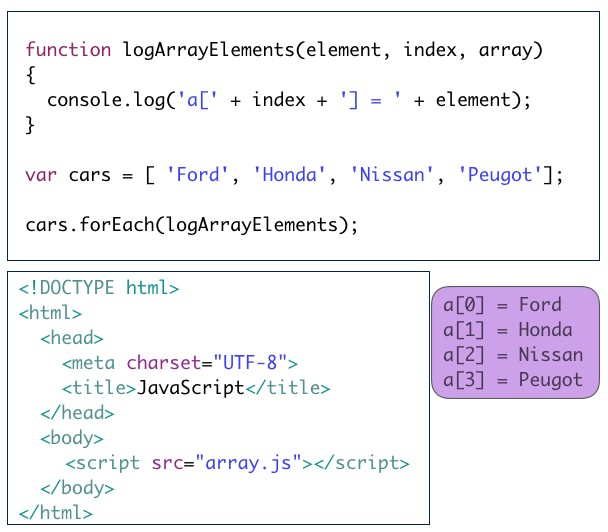 function logArrayElements(element, index, array)
{
  console.log('a[' + index + '] = ' + element);
}
var cars = [ 'Ford', 'Honda', 'Nissan', 'Peugot'];
cars.forEach(logArrayElements);
<!DOCTYPE html>
<html>
  <head>
    <meta charset="UTF-8">
    <title>JavaScript</title>
  </head>
  <body>
    <script src="array.js"></script>
  </body>
</html>
a[0] = Ford
a[1] = Honda
a[2] = Nissan
a[3] = Peugot